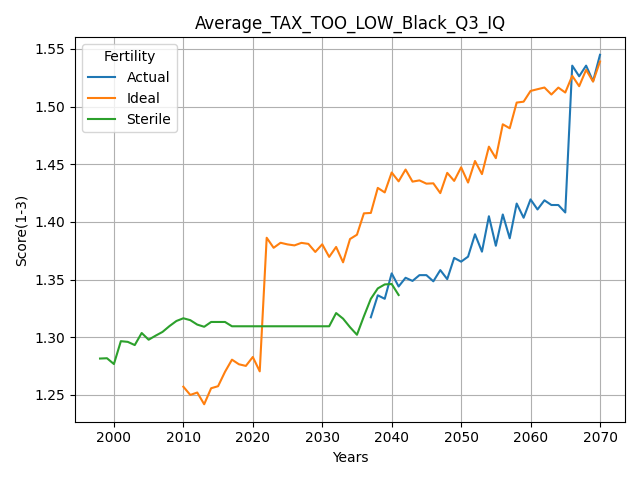 Average_TAX_TOO_LOW_Black_Q3_IQ
Fertility
Actual
Ideal
Sterile
Score(1-3)
1.55
1.50
1.45
1.40
1.35
1.30
1.25
2000 2010 2020 2030 2040 2050 2060 2070
Years